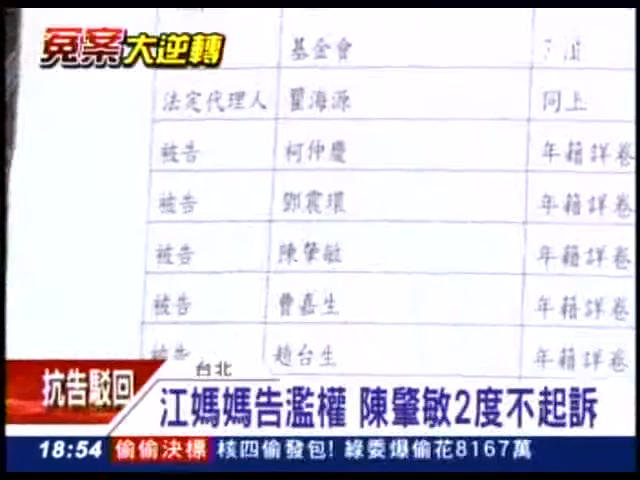 冤案大逆轉
基金會
法定代理人 瞿海源 同上
被告 柯仲慶 年籍詳卷
被告 鄧震環 年籍詳卷
被告 陳肇敏 年籍詳卷
被告 曹嘉生 年籍詳卷
被告 趙台生 年籍詳卷
台北
抗告駁回
江媽媽告濫權 陳肇敏2度不起訴
18:54 偷偷決標 核四偷發包! 綠委爆偷花8167萬